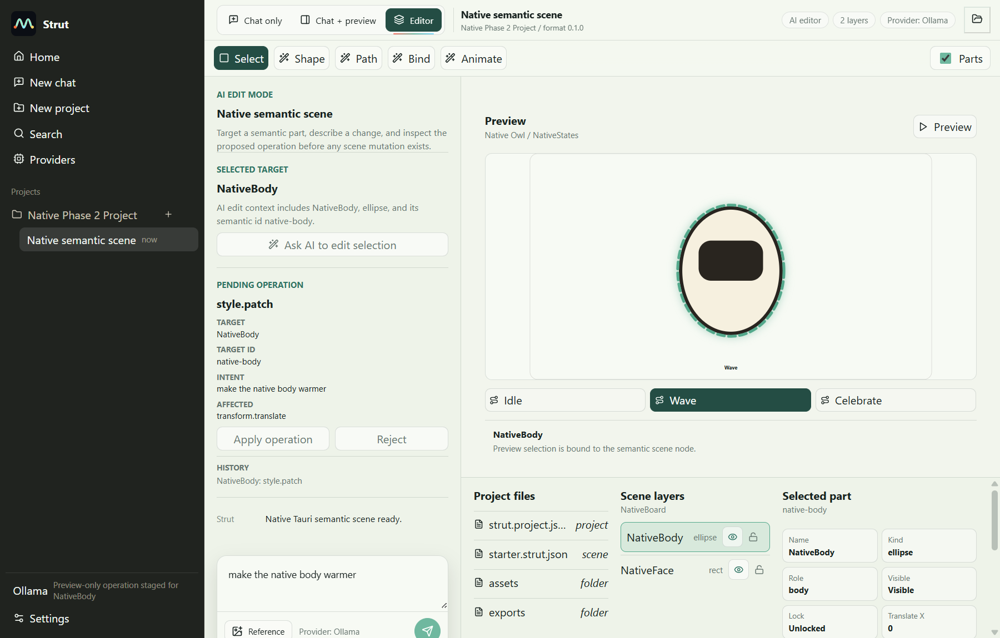 Strut
Home
New chat
New project
Search
Providers
Projects
Native Phase 2 Project
Native semantic scene now
Ollama
Preview-only operation staged for
NativeBody
Settings
Chat only
Chat + preview
Editor
Native semantic scene
Native Phase 2 Project / format 0.1.0
AI editor
2 layers
Provider: Ollama
Select
Shape
Path
Bind
Animate
Parts
AI EDIT MODE
Native semantic scene
Target a semantic part, describe a change, and inspect the
proposed operation before any scene mutation exists.
SELECTED TARGET
NativeBody
AI edit context includes NativeBody, ellipse, and its
semantic id native-body.
Ask AI to edit selection
PENDING OPERATION
style.patch
TARGET
NativeBody
TARGET ID
native-body
INTENT
make the native body warmer
AFFECTED
transform.translate
Apply operation
Reject
HISTORY
NativeBody: style.patch
Strut
Native Tauri semantic scene ready.
make the native body warmer
Reference
Provider: Ollama
Preview
Native Owl / NativeStates
Preview
Wave
Idle
Wave
Celebrate
NativeBody
Preview selection is bound to the semantic scene node.
Project files
strut.project.js... project
starter.strut.json scene
assets folder
exports folder
Scene layers
NativeBoard
NativeBody ellipse
NativeFace rect
Selected part
native-body
Name
NativeBody
Kind
ellipse
Role
body
Visible
Visible
Lock
Unlocked
Translate X
0